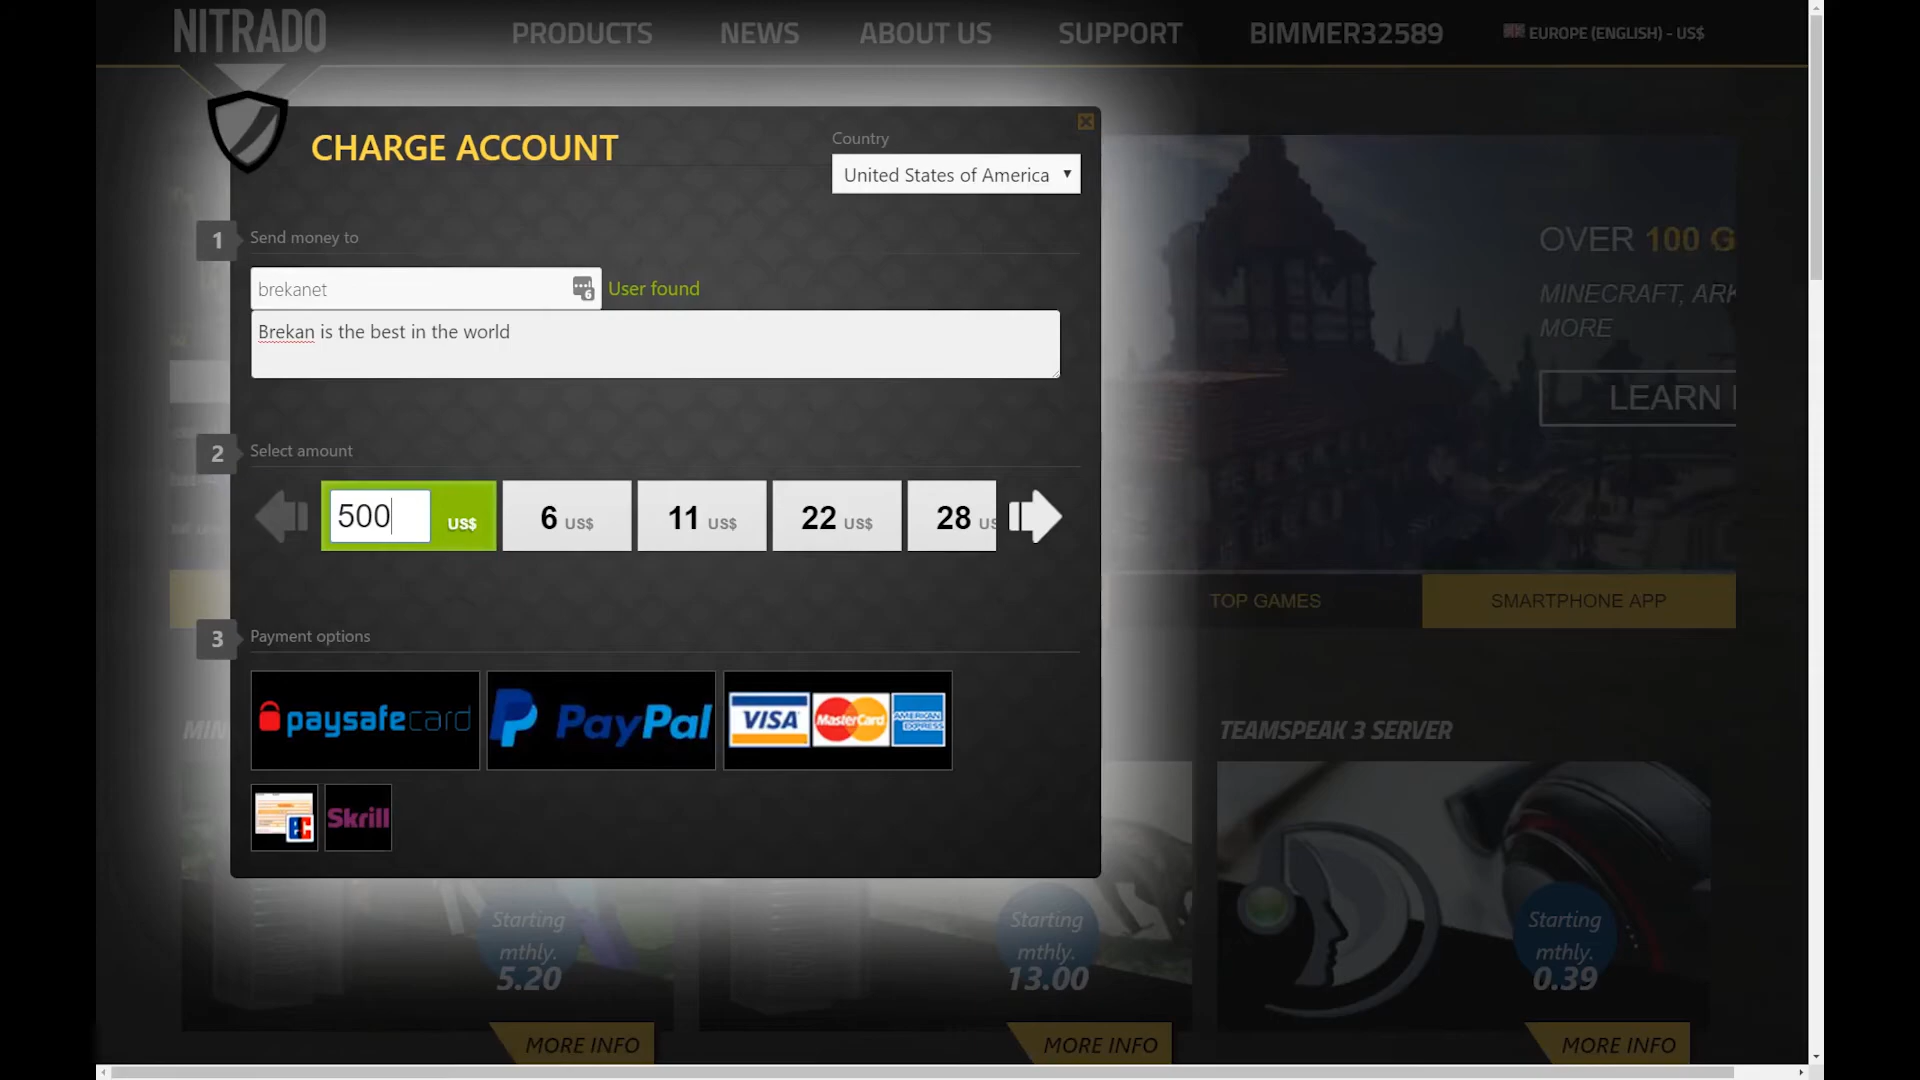 NITRADO
PRODUCTS
NEWS
ABOUT US
SUPPORT
BIMMER32589
EUROPE (ENGLISH) - US$
CHARGE ACCOUNT
Country
United States of America
1
Send money to
brekanet
6
User found
Brekan is the best in the world
2
Select amount
500 US$
6 US$
11 US$
22 US$
28 US
3
Payment options
paysafecard
PayPal
VISA
MasterCard
AMERICAN EXPRESS
EC
Skrill
OVER 100 G
MINECRAFT, ARK
MORE
LEARN
TOP GAMES
SMARTPHONE APP
MIN
TEAMSPEAK 3 SERVER
Starting
mthly.
5.20
MORE INFO
Starting
mthly.
13.00
MORE INFO
Starting
mthly.
0.39
MORE INFO